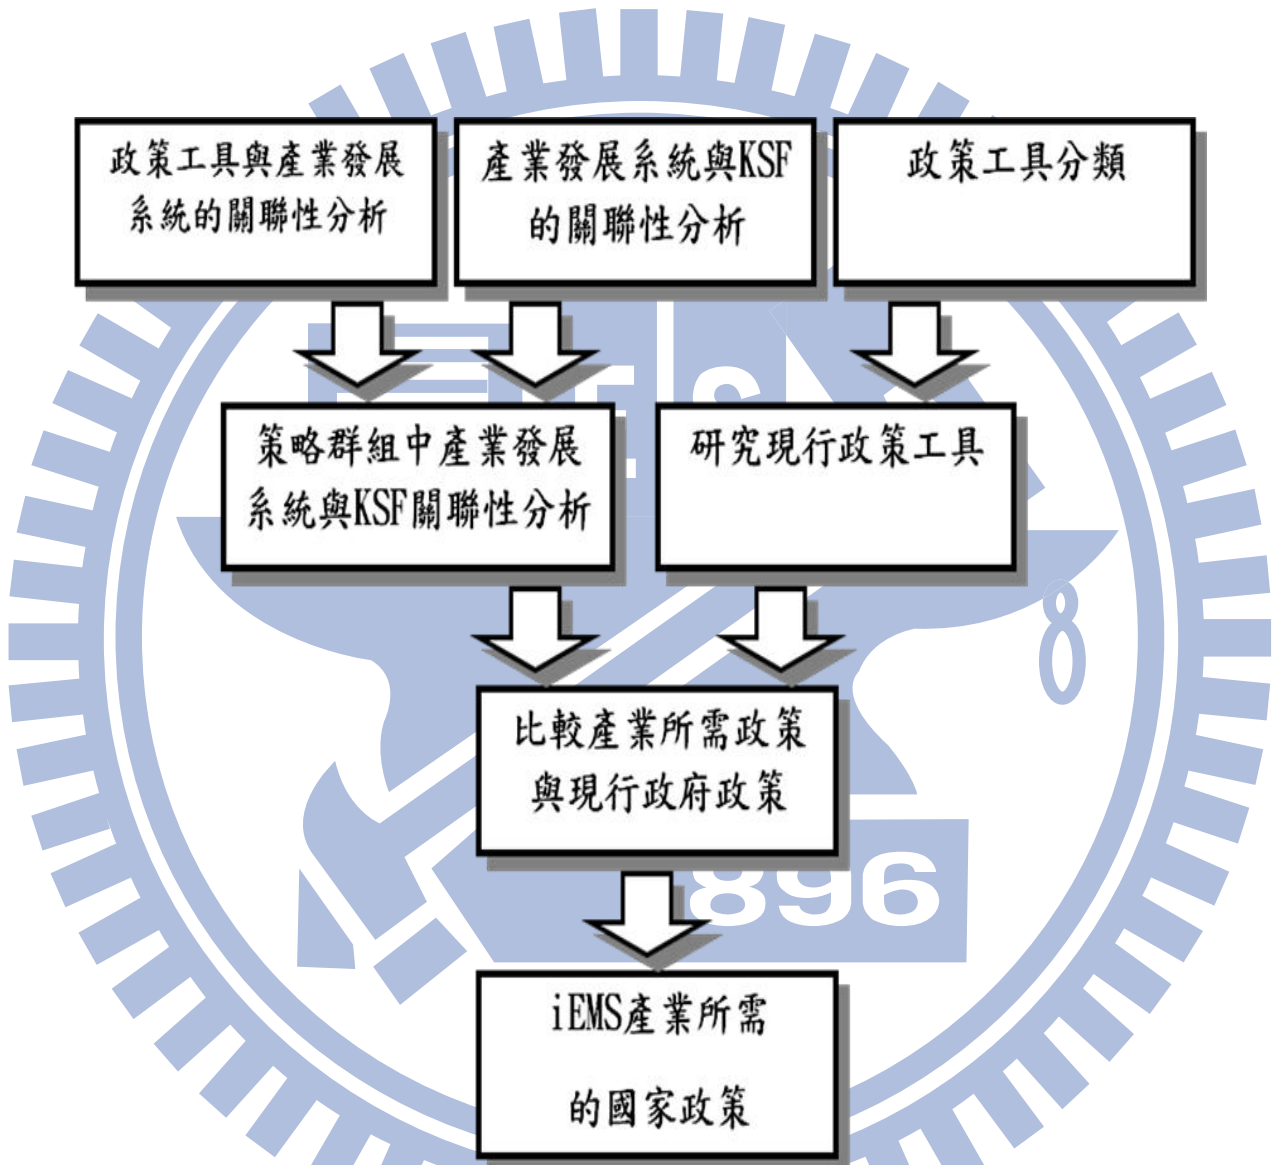 政策工具與產業發展
系統的關聯性分析
產業發展系統與KSF
的關聯性分析
政策工具分類
策略群組中產業發展
系統與KSF關聯性分析
研究現行政策工具
比較產業所需政策
與現行政府政策
iEMS產業所需
的國家政策
8
896